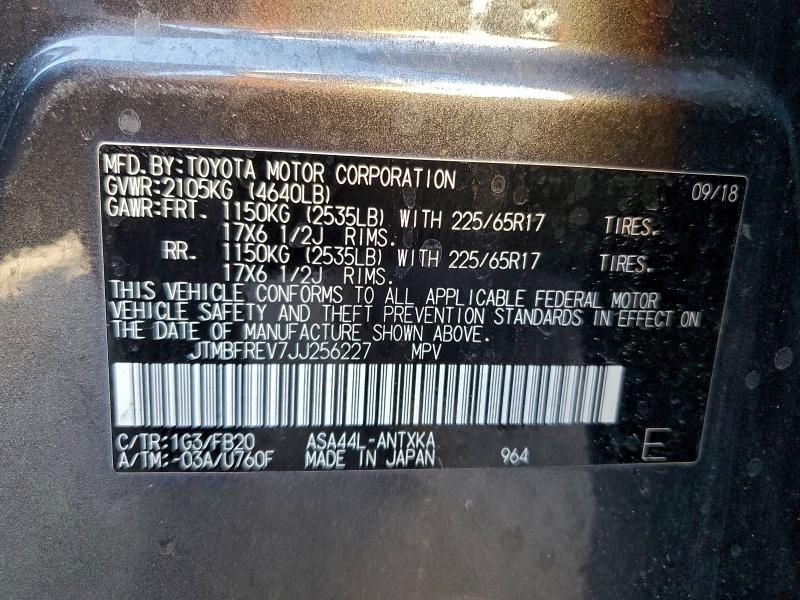 MFD. BY: TOYOTA MOTOR CORPORATION 09/18
GVWR: 2105KG (4640LB)
GAWR: FRT. 1150KG (2535LB) WITH 225/65R17 TIRES.
17X6 1/2J RIMS.
RR. 1150KG (2535LB) WITH 225/65R17 TIRES.
17X6 1/2J RIMS.
THIS VEHICLE CONFORMS TO ALL APPLICABLE FEDERAL MOTOR
VEHICLE SAFETY AND THEFT PREVENTION STANDARDS IN EFFECT ON
THE DATE OF MANUFACTURE SHOWN ABOVE.
JTMBFREV7JJ256227 MPV
C/TR: 1G3/FB20 ASA44L-ANTXKA
A/TM: -03A/U760F MADE IN JAPAN 964 E